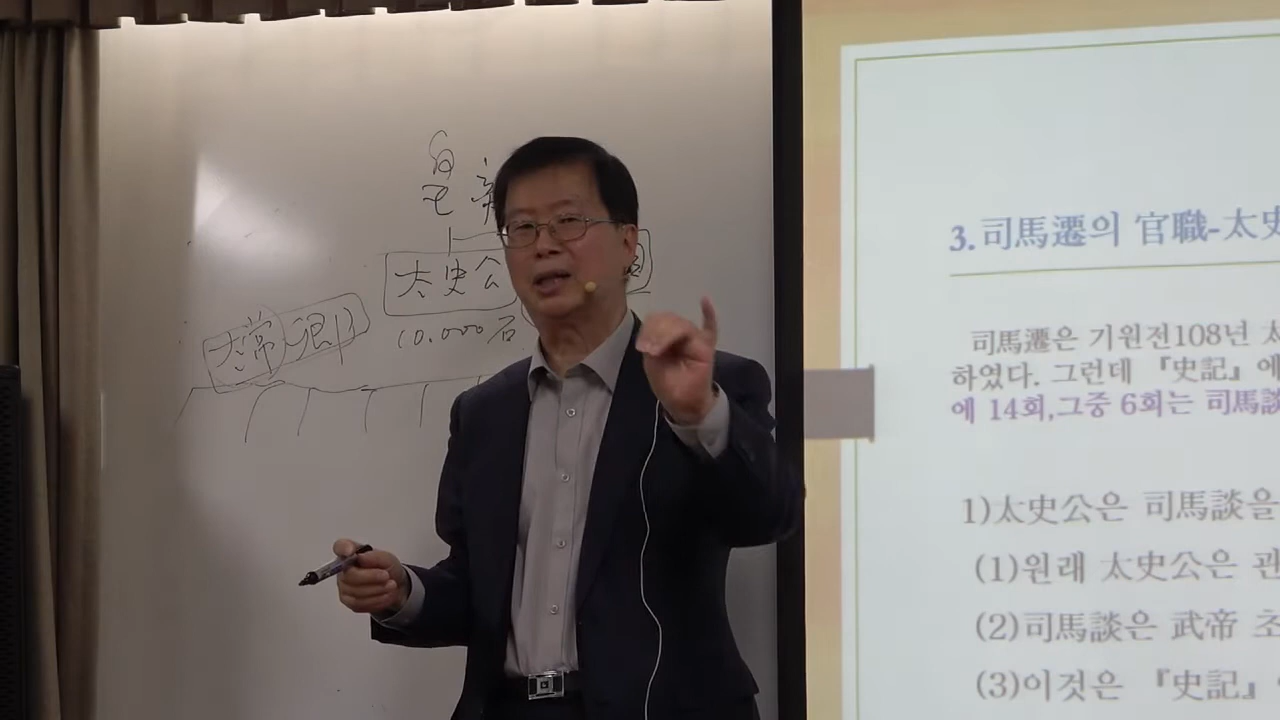 太史公
10.000石
太常卿
3.司馬遷의 官職-太史
司馬遷은 기원전108년 太
하였다. 그런데 『史記』에
에 14회,그중 6회는 司馬談
1)太史公은 司馬談을
(1)원래 太史公은 관
(2)司馬談은 武帝 초
(3)이것은 『史記』